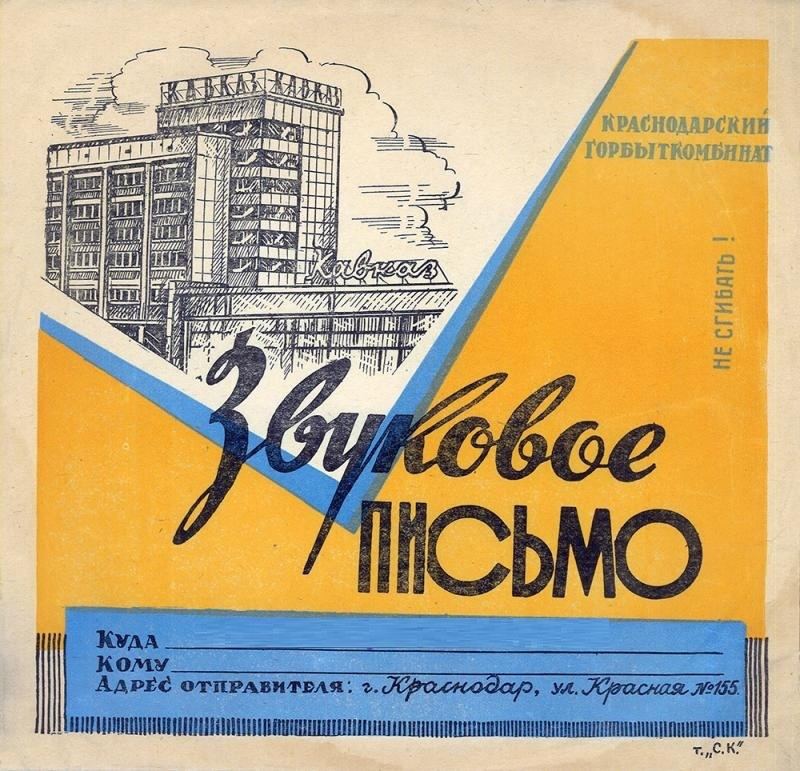 КАВКАЗ КАВКАЗ
КРАСНОДАРСКИЙ
ГОРБЫТКОМБИНАТ
Кавказ
НЕ СГИБАТЬ !
Звуковое
ПИСЬМО
КУДА
КОМУ
АДРЕС ОТПРАВИТЕЛЯ: г. Краснодар, ул. Красная №155.
т. „С.К."